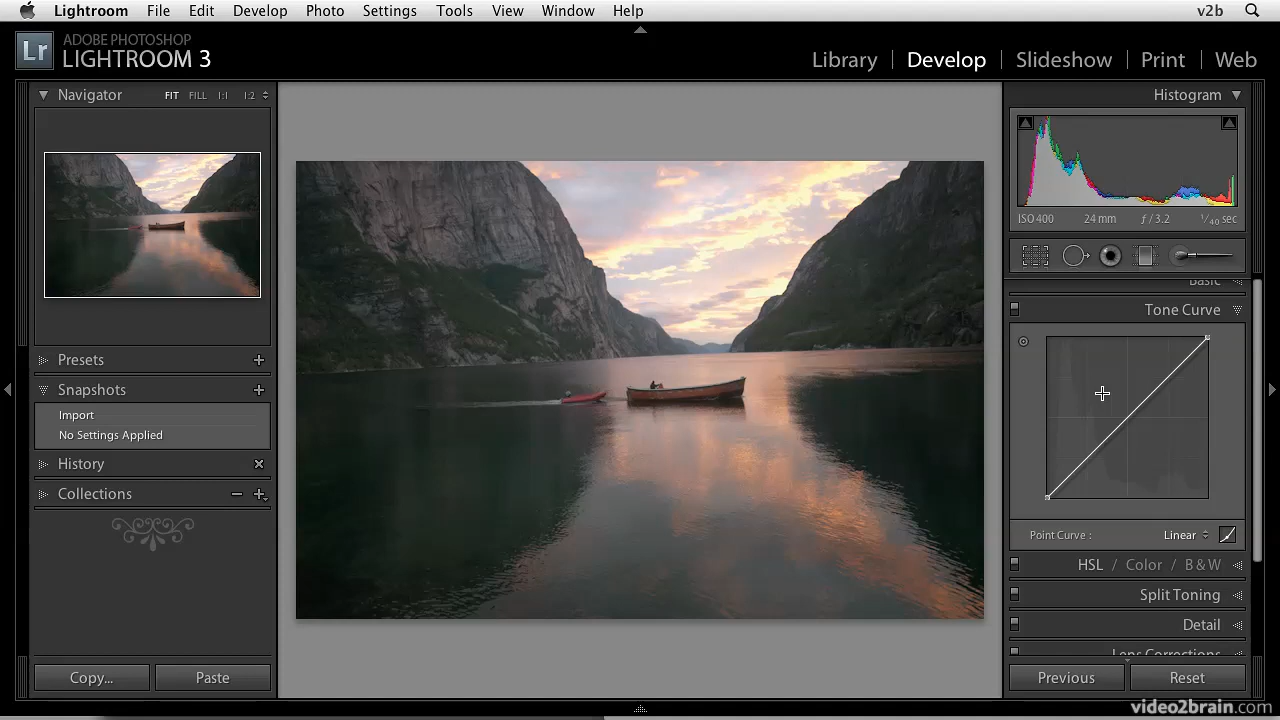 Lightroom File Edit Develop Photo Settings Tools View Window Help v2b
ADOBE PHOTOSHOP
LIGHTROOM 3
Lr
Library Develop Slideshow Print Web
Navigator FIT FILL 1:1 1:2
Presets
Snapshots
Import
No Settings Applied
History
Collections
Copy... Paste
Histogram
ISO 400 24 mm ƒ / 3.2 1/40 sec
Basic
Tone Curve
Point Curve : Linear
HSL / Color / B & W
Split Toning
Detail
Lens Corrections
Previous Reset
video2brain.com